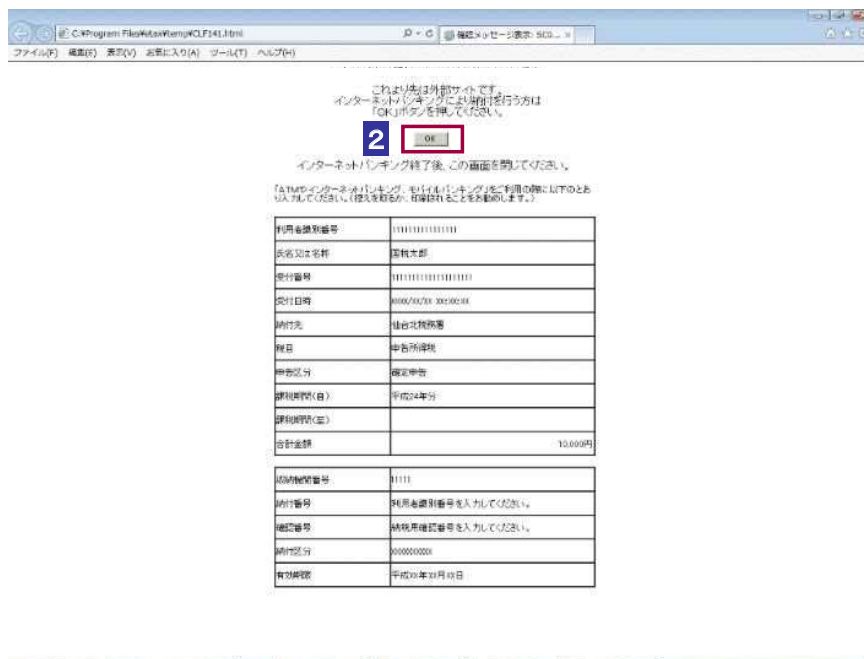 C:¥Program Files¥etax¥temp¥CLF141.html
確認メッセージ表示: SC0...
ファイル(F) 編集(E) 表示(V) お気に入り(A) ツール(T) ヘルプ(H)
これより先は外部サイトです。
インターネットバンキングにより納付を行う方は
「OK」ボタンを押してください。
2 OK
インターネットバンキング終了後、この画面を閉じてください。
「ATMやインターネットバンキング、モバイルバンキング」をご利用の際に以下のとお
り入力してください。(控えを取るか、印刷されることをお勧めします。)
利用者識別番号 1111111111111111
氏名又は名称 国税太郎
受付番号 11111111111111111111
受付日時 xxxx/xx/xx xx:xx:xx
納付先 仙台北税務署
税目 申告所得税
申告区分 確定申告
課税期間(自) 平成24年分
課税期間(至)
合計金額 10,000円
収納機関番号 11111
納付番号 利用者識別番号を入力してください。
確認番号 納税用確認番号を入力してください。
納付区分 xxxxxxxxxx
有効期限 平成xx年xx月xx日